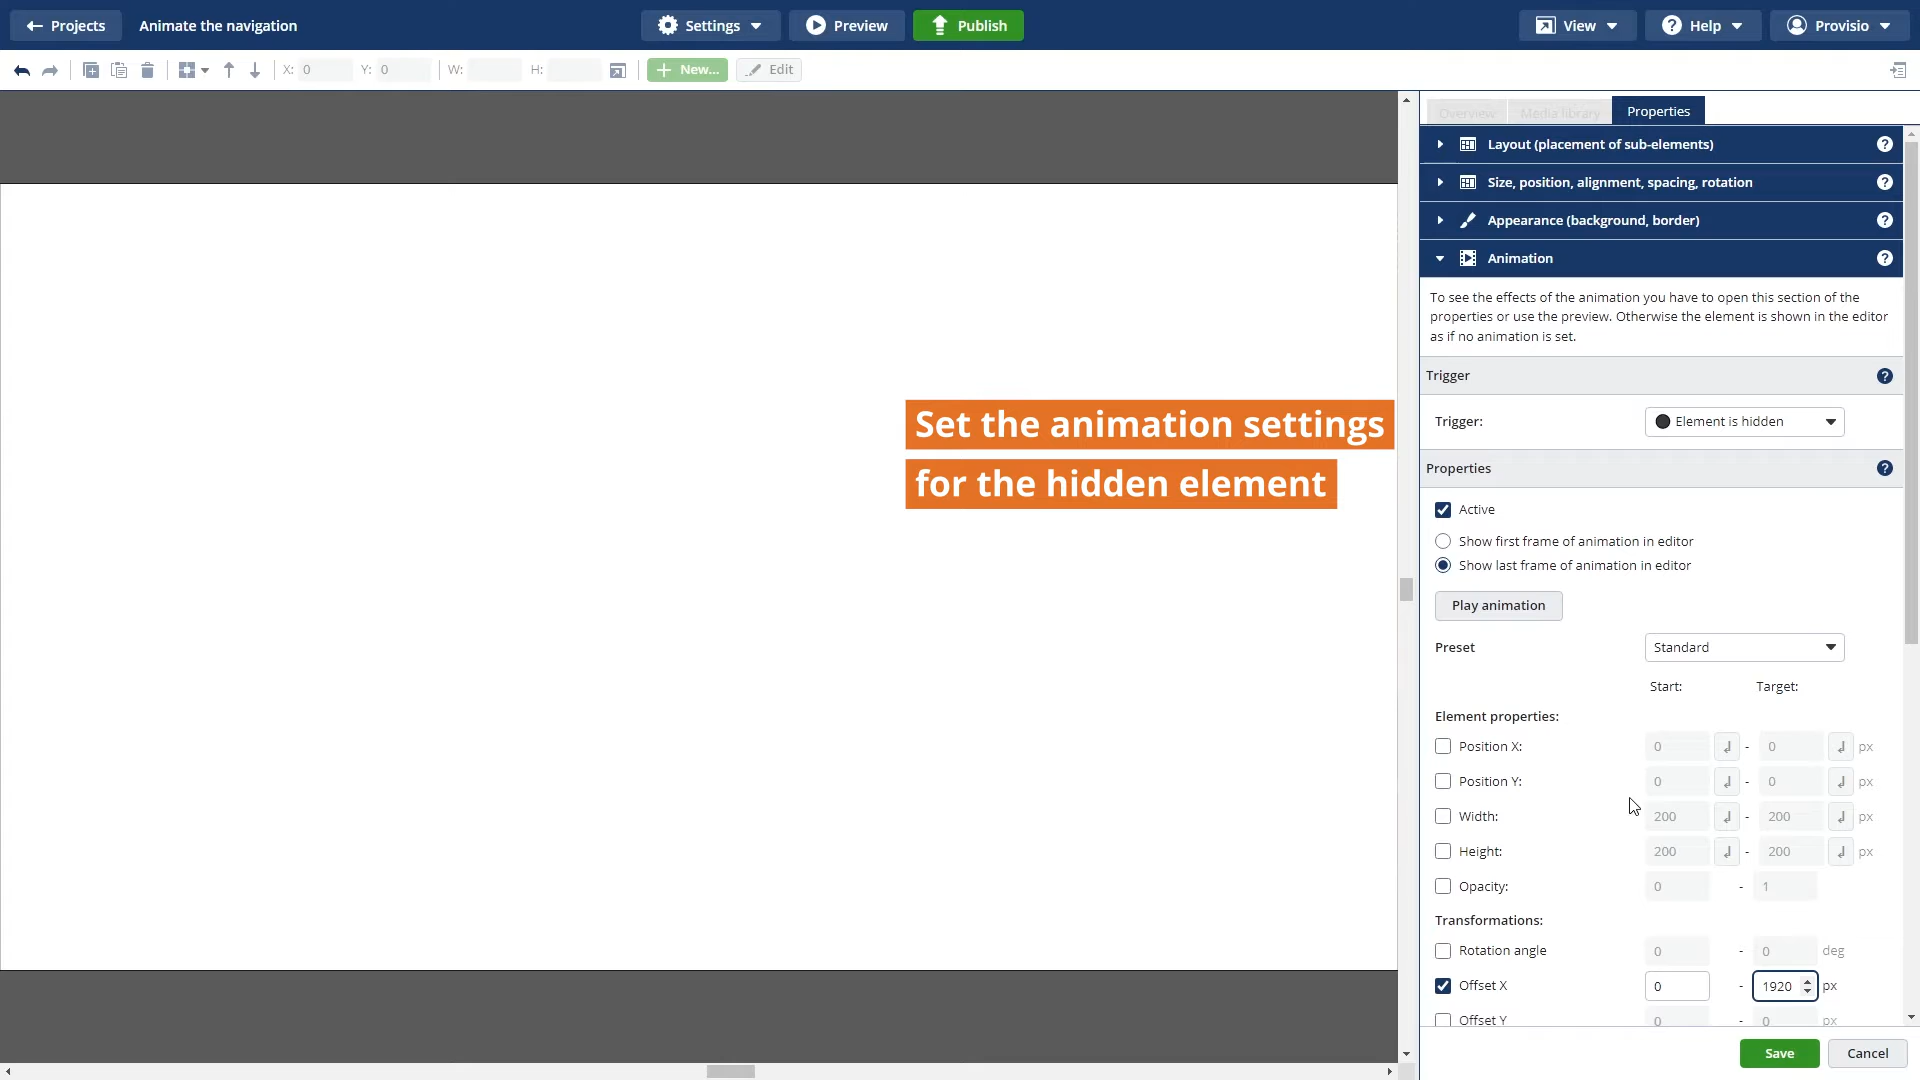 Projects
Animate the navigation
Settings
Preview
Publish
View
Help
Provisio
X: 0
Y: 0
W:
H:
New...
Edit
Overview
Media library
Properties
Layout (placement of sub-elements)
Size, position, alignment, spacing, rotation
Appearance (background, border)
Animation
To see the effects of the animation you have to open this section of the
properties or use the preview. Otherwise the element is shown in the editor
as if no animation is set.
Trigger
Trigger:
Element is hidden
Set the animation settings
for the hidden element
Properties
Active
Show first frame of animation in editor
Show last frame of animation in editor
Play animation
Preset
Standard
Start: Target:
Element properties:
Position X: 0 - 0 px
Position Y: 0 - 0 px
Width: 200 - 200 px
Height: 200 - 200 px
Opacity: 0 - 1
Transformations:
Rotation angle 0 - 0 deg
Offset X 0 - 1920 px
Offset Y 0 - 0 px
Save
Cancel